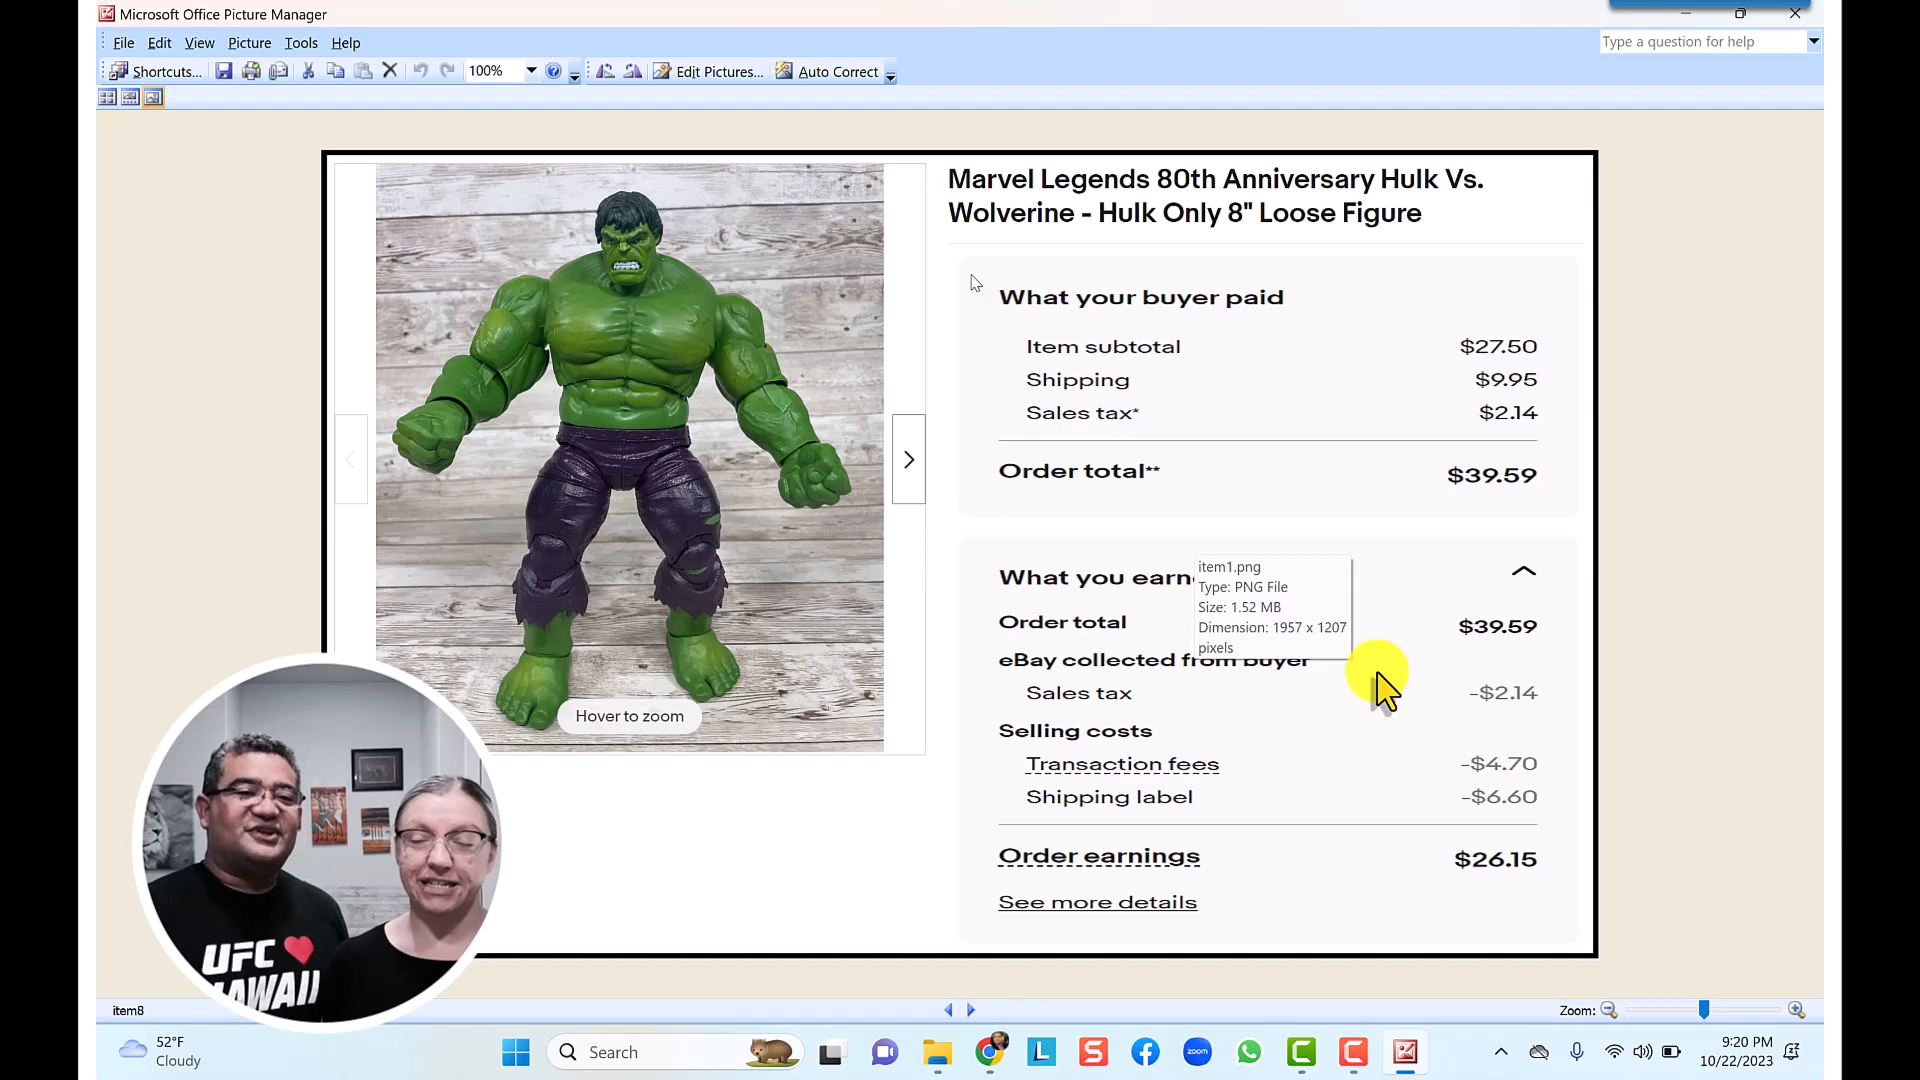 Microsoft Office Picture Manager
File Edit View Picture Tools Help
Type a question for help
Shortcuts... 100% Edit Pictures... Auto Correct
Marvel Legends 80th Anniversary Hulk Vs.
Wolverine - Hulk Only 8" Loose Figure
What your buyer paid
Item subtotal $27.50
Shipping $9.95
Sales tax* $2.14
Order total** $39.59
What you earn
item1.png
Type: PNG File
Size: 1.52 MB
Dimension: 1957 x 1207
pixels
Order total $39.59
eBay collected from buyer
Sales tax -$2.14
Selling costs
Transaction fees -$4.70
Shipping label -$6.60
Order earnings $26.15
See more details
Hover to zoom
UFC
HAWAII
item8
Zoom:
52°F
Cloudy
Search
L
S
zoom
C
C
9:20 PM
10/22/2023